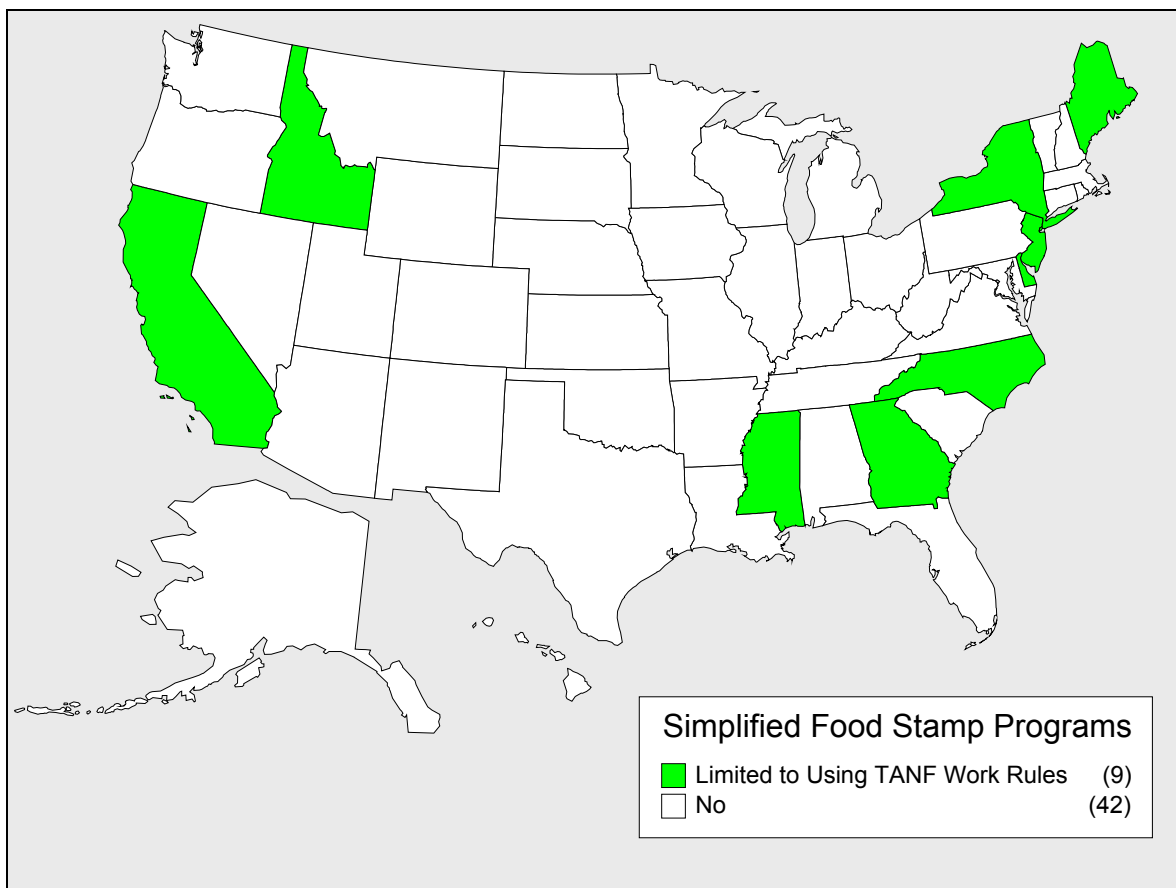 Simplified Food Stamp Programs
Limited to Using TANF Work Rules (9)
No (42)